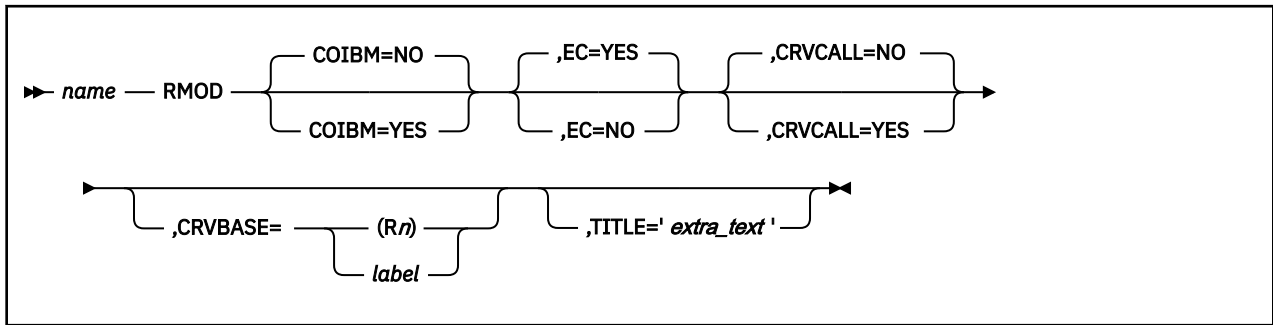 COIBM=NO ,EC=YES ,CRVCALL=NO
name RMOD
COIBM=YES ,EC=NO ,CRVCALL=YES
,CRVBASE= (Rn) ,TITLE=' extra_text '
label